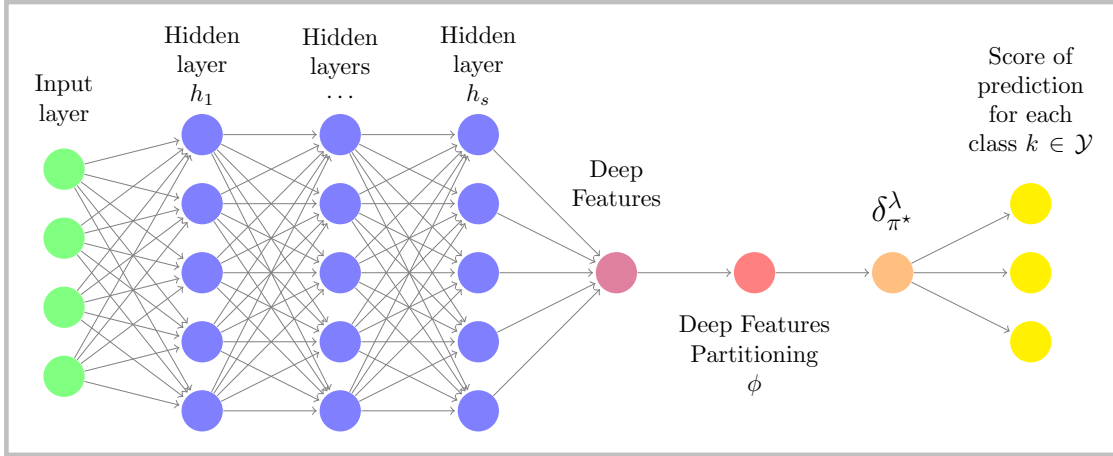 Input
layer
Hidden
layer
h₁
Hidden
layers
...
Hidden
layer
hₛ
Deep
Features
Deep Features
Partitioning
ϕ
δ^λ_{π⋆}
Score of
prediction
for each
class k ∈ 𝒴